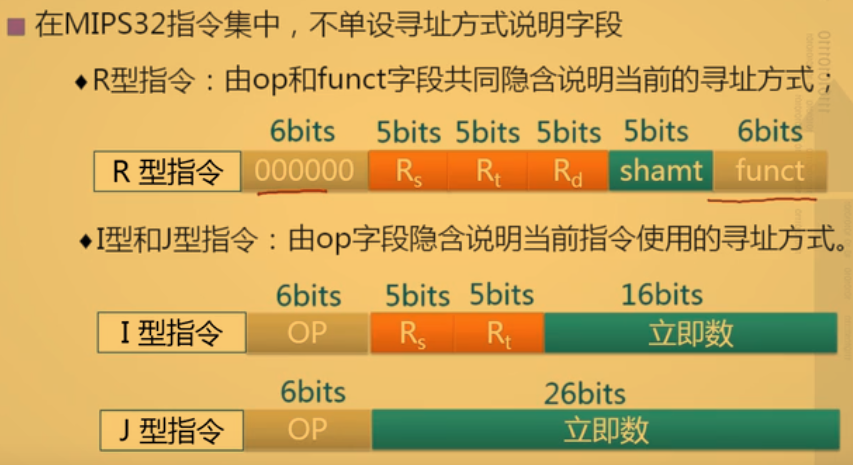 ■ 在MIPS32指令集中，不单设寻址方式说明字段
♦R型指令：由op和funct字段共同隐含说明当前的寻址方式；
6bits 5bits 5bits 5bits 5bits 6bits
R 型指令 000000 Rs Rt Rd shamt funct
♦I型和J型指令：由op字段隐含说明当前指令使用的寻址方式。
6bits 5bits 5bits 16bits
I 型指令 OP Rs Rt 立即数
6bits 26bits
J 型指令 OP 立即数